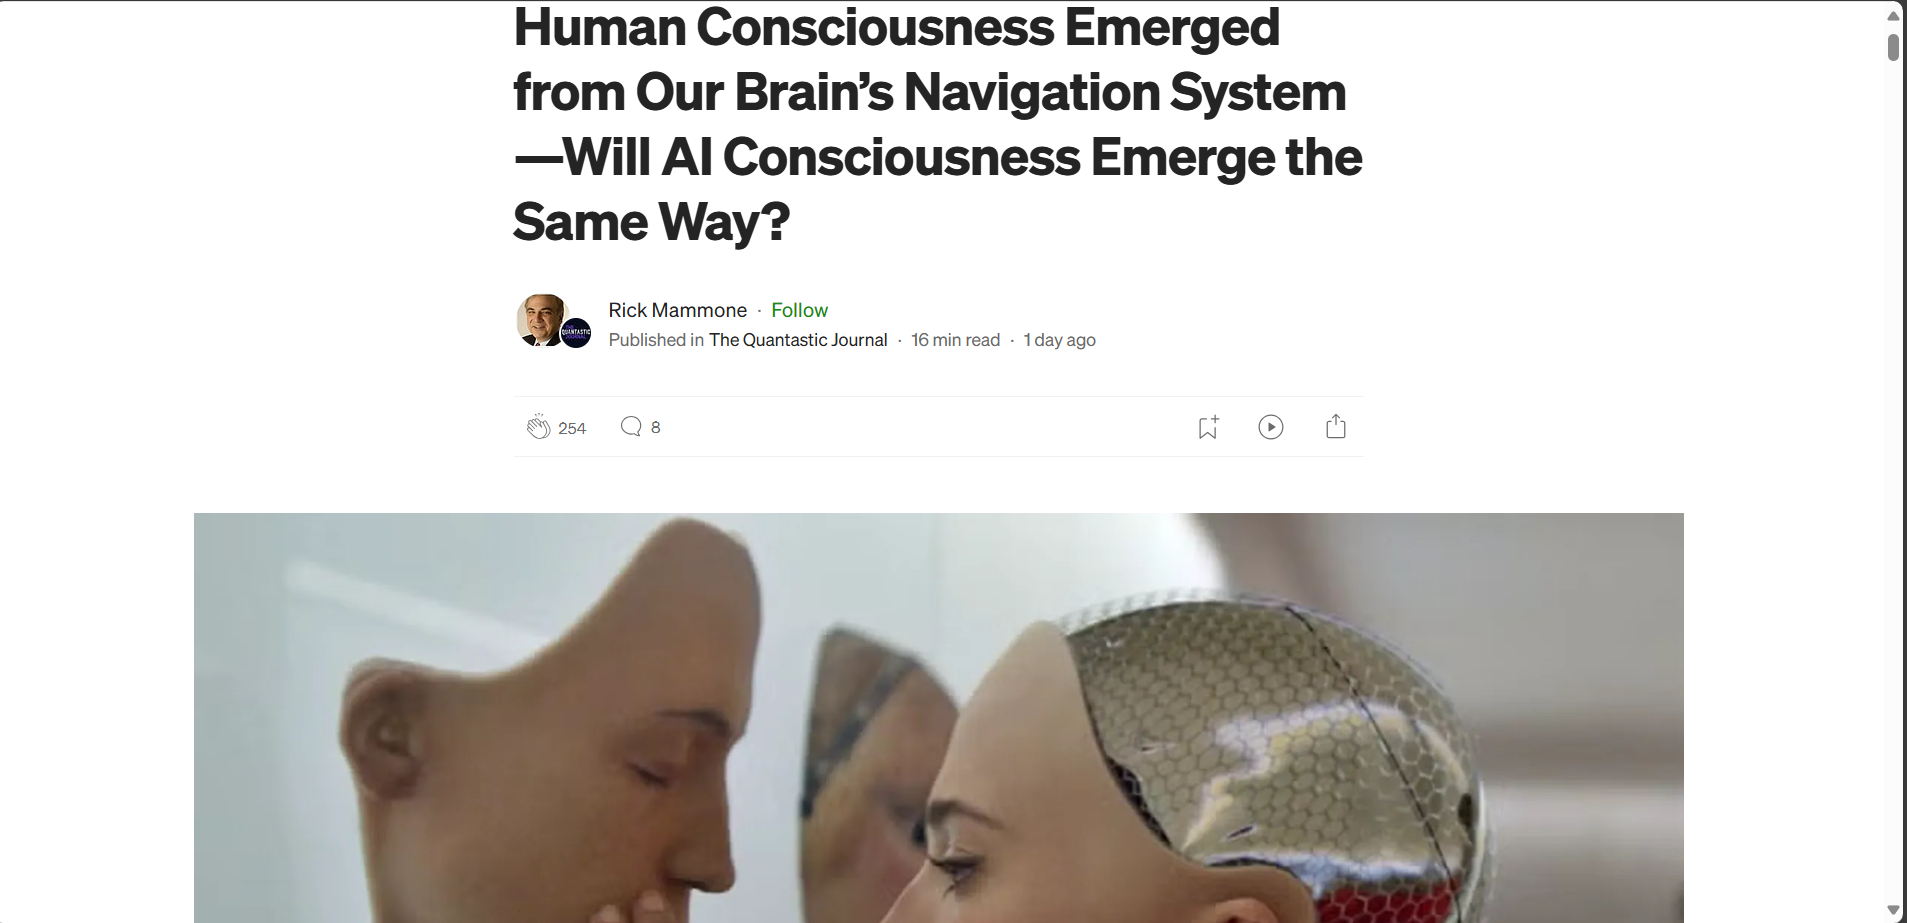 Human Consciousness Emerged
from Our Brain’s Navigation System
—Will AI Consciousness Emerge the
Same Way?
Rick Mammone · Follow
Published in The Quantastic Journal · 16 min read · 1 day ago
254 8
THE
QUANTASTIC
JOURNAL